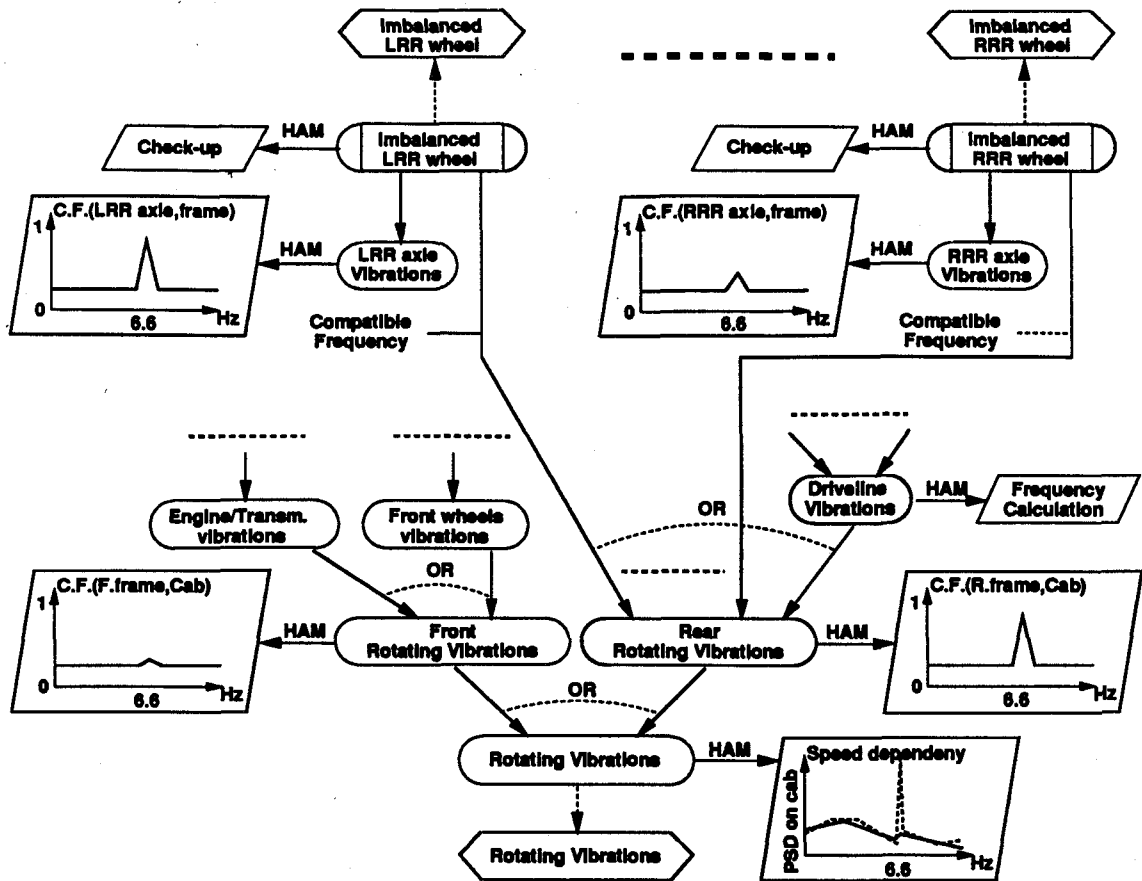 Imbalanced
LRR wheel
Imbalanced
RRR wheel
Check-up
HAM
Imbalanced
LRR wheel
Check-up
HAM
Imbalanced
RRR wheel
C.F.(LRR axle,frame)
1
0
6.6
Hz
HAM
LRR axle
Vibrations
C.F.(RRR axle,frame)
1
0
6.6
Hz
HAM
RRR axle
Vibrations
Compatible
Frequency
Compatible
Frequency
Engine/Transm.
vibrations
Front wheels
vibrations
OR
Driveline
Vibrations
HAM
Frequency
Calculation
C.F.(F.frame,Cab)
1
0
6.6
Hz
HAM
OR
Front
Rotating Vibrations
Rear
Rotating Vibrations
HAM
C.F.(R.frame,Cab)
1
0
6.6
Hz
OR
Rotating Vibrations
HAM
Speed dependeny
PSD on cab
6.6
Hz
Rotating Vibrations